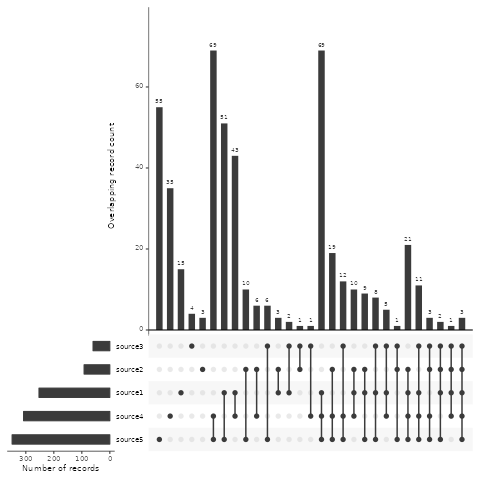 Overlapping record count
60
40
20
0
55 35 15 4 3 69 51 43 10 6 6 3 2 1 1 69 19 12 10 9 8 5 1 21 11 3 2 1 3
source3
source2
source1
source4
source5
300 200 100 0
Number of records